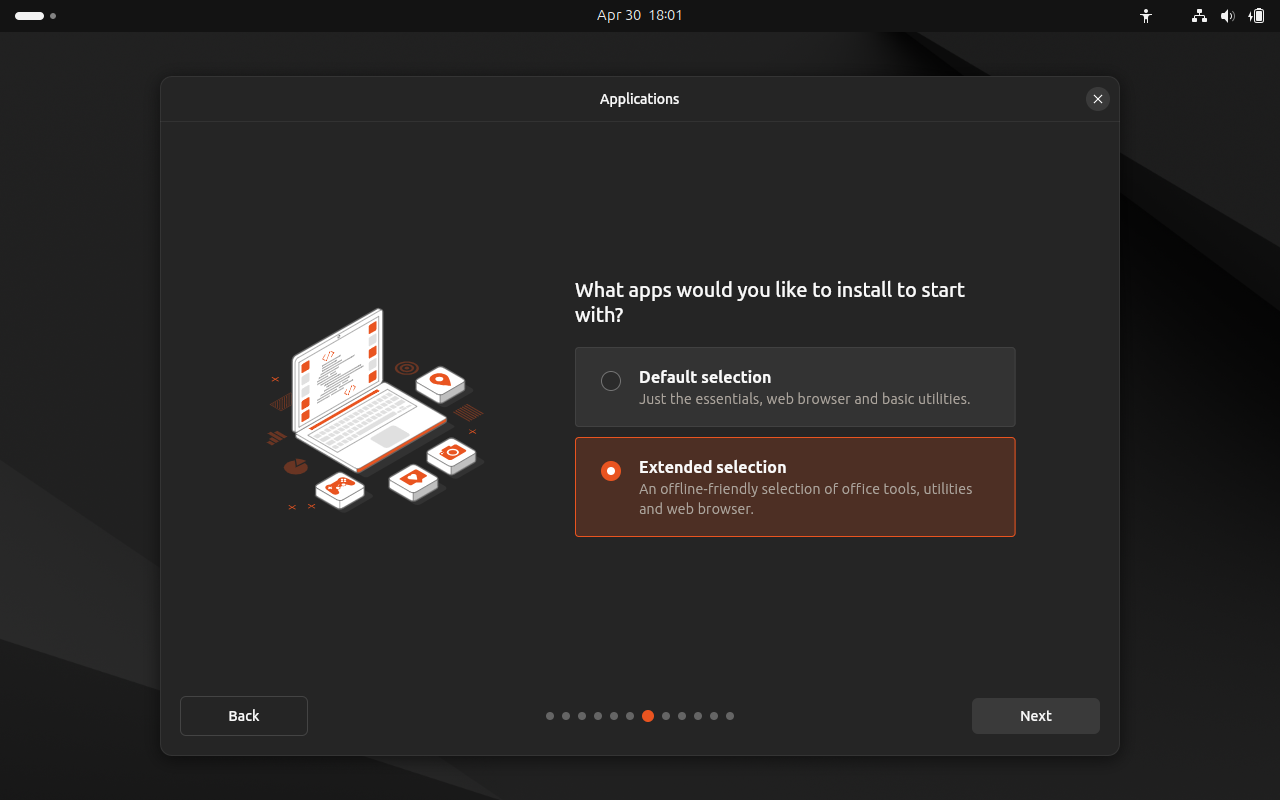 Apr 30 18:01
Applications
What apps would you like to install to start
with?
Default selection
Just the essentials, web browser and basic utilities.
Extended selection
An offline-friendly selection of office tools, utilities
and web browser.
Back
Next